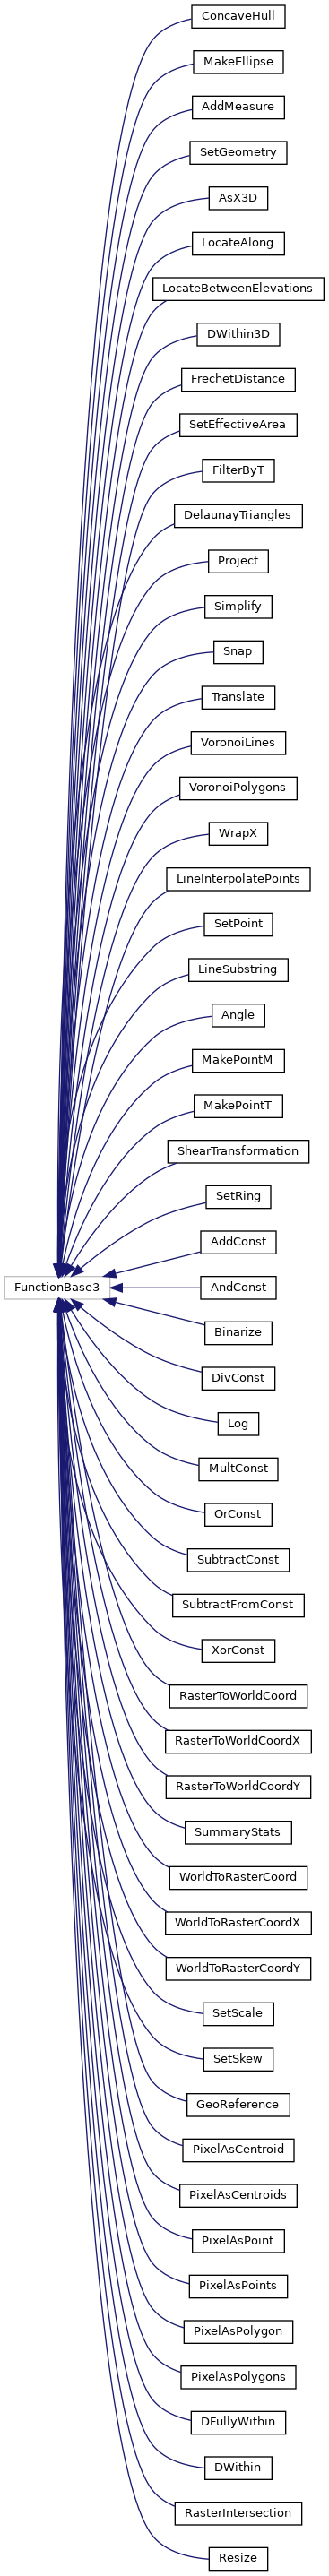 ConcaveHull
MakeEllipse
AddMeasure
SetGeometry
AsX3D
LocateAlong
LocateBetweenElevations
DWithin3D
FrechetDistance
SetEffectiveArea
FilterByT
DelaunayTriangles
Project
Simplify
Snap
Translate
VoronoiLines
VoronoiPolygons
WrapX
LineInterpolatePoints
SetPoint
LineSubstring
Angle
MakePointM
MakePointT
ShearTransformation
SetRing
AddConst
FunctionBase3
AndConst
Binarize
DivConst
Log
MultConst
OrConst
SubtractConst
SubtractFromConst
XorConst
RasterToWorldCoord
RasterToWorldCoordX
RasterToWorldCoordY
SummaryStats
WorldToRasterCoord
WorldToRasterCoordX
WorldToRasterCoordY
SetScale
SetSkew
GeoReference
PixelAsCentroid
PixelAsCentroids
PixelAsPoint
PixelAsPoints
PixelAsPolygon
PixelAsPolygons
DFullyWithin
DWithin
RasterIntersection
Resize